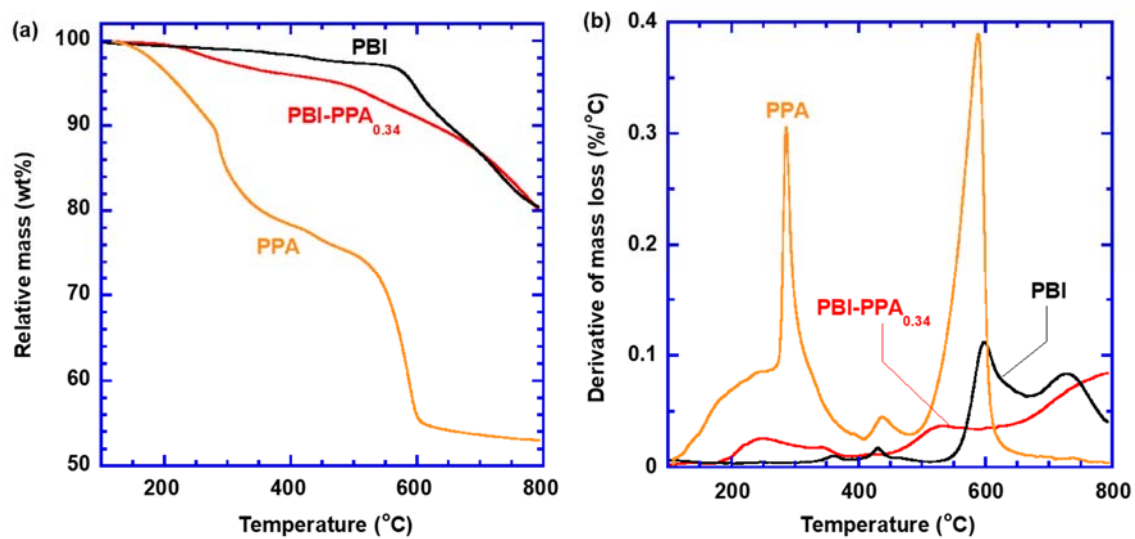 (a)
100
90
80
70
60
50
Relative mass (wt%)
PBI
PBI-PPA0.34
PPA
200
400
600
800
Temperature (°C)
(b)
0.4
0.3
0.2
0.1
0
Derivative of mass loss (%/°C)
PPA
PBI-PPA0.34
PBI
200
400
600
800
Temperature (°C)